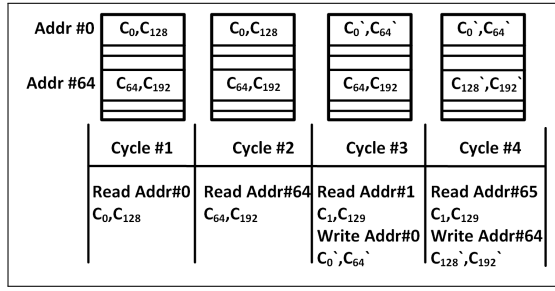 Addr #0 C0,C128 C0,C128 C0`,C64` C0`,C64`
Addr #64 C64,C192 C64,C192 C64,C192 C128`,C192`
Cycle #1 Cycle #2 Cycle #3 Cycle #4
Read Addr#0 Read Addr#64 Read Addr#1 Read Addr#65
C0,C128 C64,C192 C1,C129 C1,C129
Write Addr#0 Write Addr#64
C0`,C64` C128`,C192`